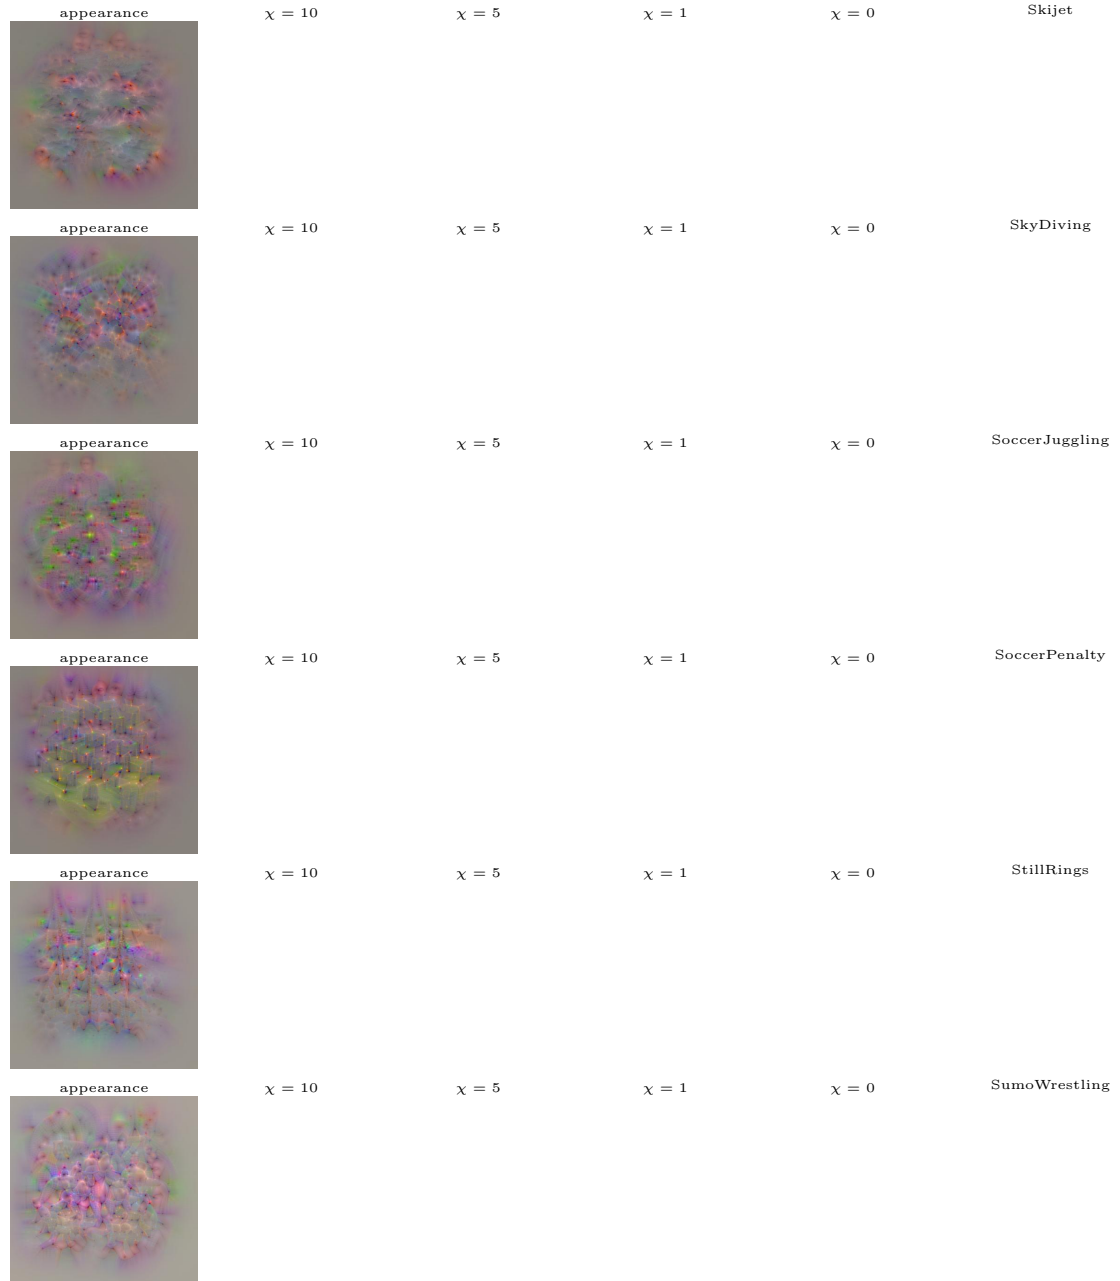 appearance χ = 10 χ = 5 χ = 1 χ = 0 Skijet
appearance χ = 10 χ = 5 χ = 1 χ = 0 SkyDiving
appearance χ = 10 χ = 5 χ = 1 χ = 0 SoccerJuggling
appearance χ = 10 χ = 5 χ = 1 χ = 0 SoccerPenalty
appearance χ = 10 χ = 5 χ = 1 χ = 0 StillRings
appearance χ = 10 χ = 5 χ = 1 χ = 0 SumoWrestling